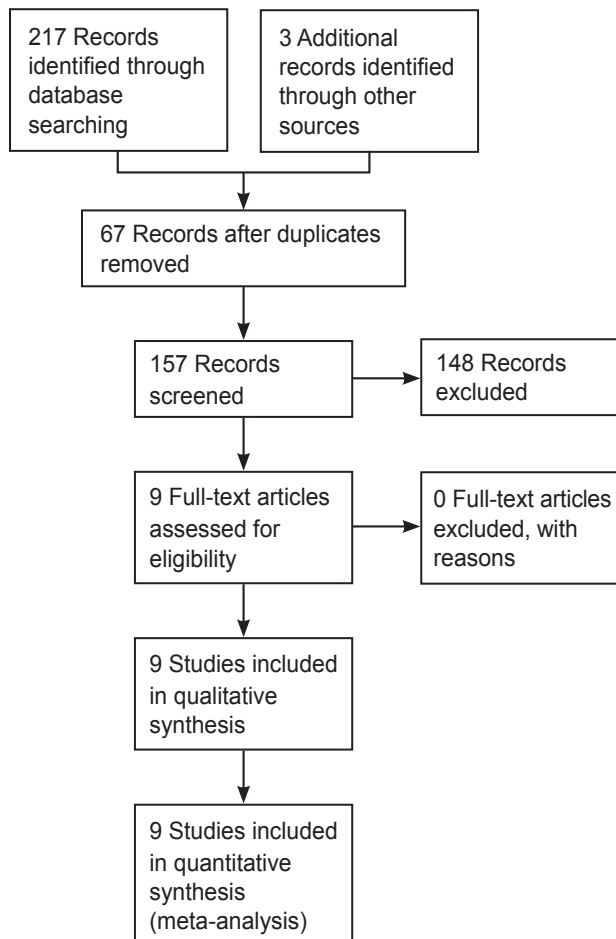 217 Records
identified through
database
searching
3 Additional
records identified
through other
sources
67 Records after duplicates
removed
157 Records
screened
148 Records
excluded
9 Full-text articles
assessed for
eligibility
0 Full-text articles
excluded, with
reasons
9 Studies included
in qualitative
synthesis
9 Studies included
in quantitative
synthesis
(meta-analysis)